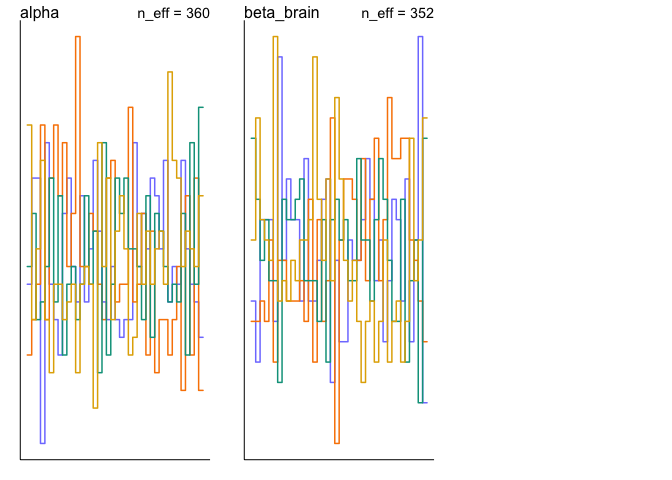 alpha n_eff = 360
beta_brain n_eff = 352